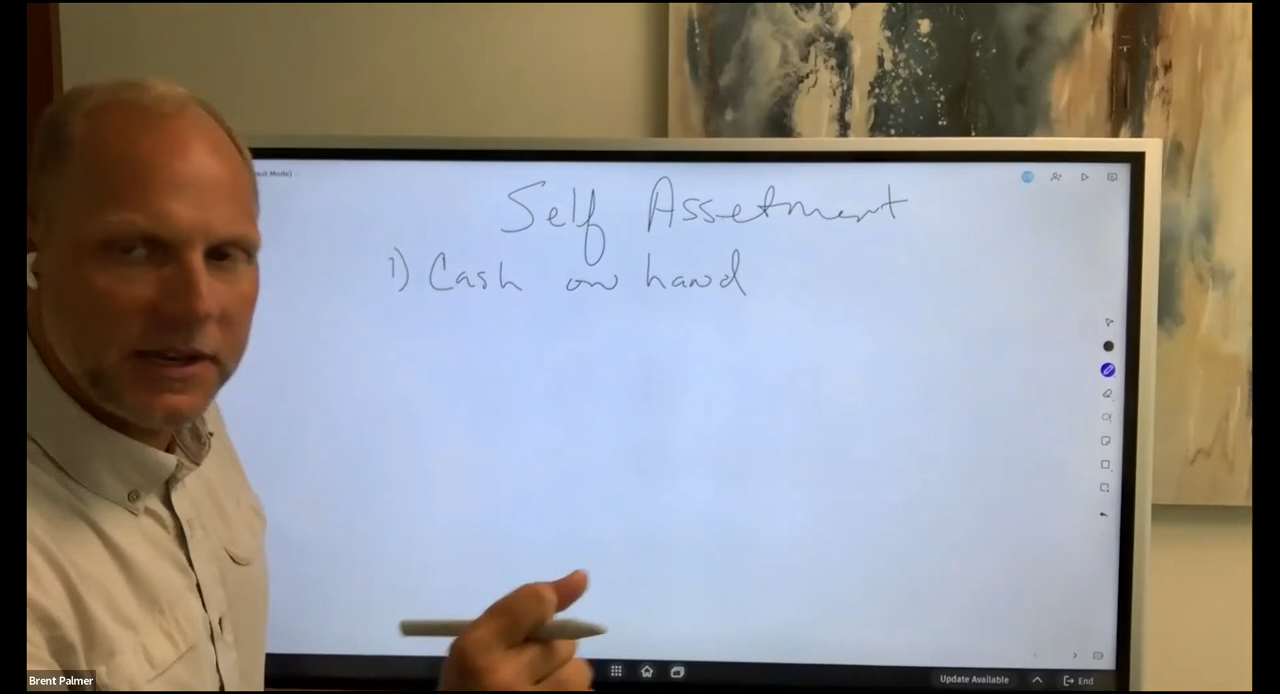 Self Assetment
1) Cash on hand
Update Available
End
Brent Palmer